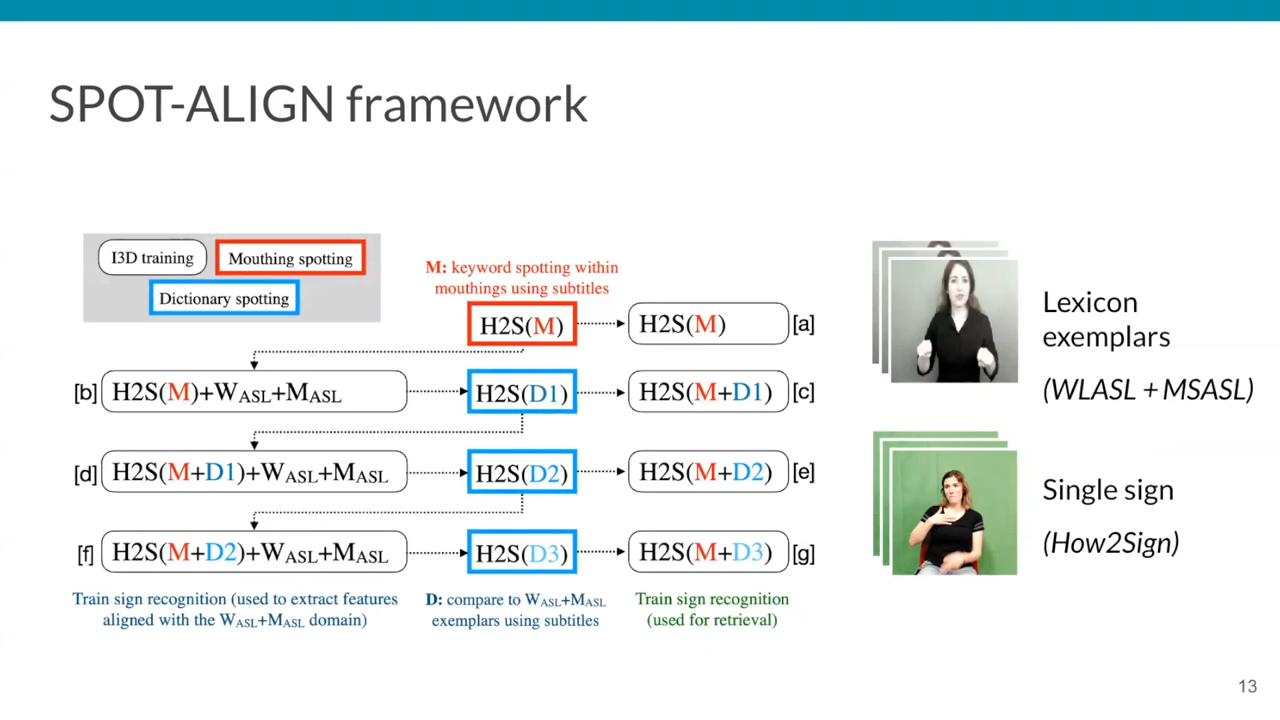 SPOT-ALIGN framework
I3D training
Mouthing spotting
Dictionary spotting
M: keyword spotting within
mouthings using subtitles
H2S(M)
H2S(M)
[a]
[b]
H2S(M)+WASL+MASL
H2S(D1)
H2S(M+D1)
[c]
[d]
H2S(M+D1)+WASL+MASL
H2S(D2)
H2S(M+D2)
[e]
[f]
H2S(M+D2)+WASL+MASL
H2S(D3)
H2S(M+D3)
[g]
Train sign recognition (used to extract features
aligned with the WASL+MASL domain)
D: compare to WASL+MASL
exemplars using subtitles
Train sign recognition
(used for retrieval)
Lexicon
exemplars
(WLASL + MSASL)
Single sign
(How2Sign)
13